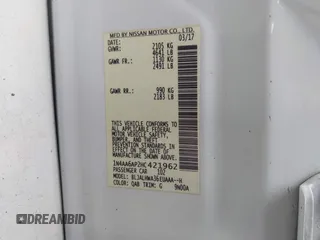 MFD BY NISSAN MOTOR CO., LTD.
03/17
GVWR: 2105 KG
4641 LB
GAWR FR.: 1130 KG
2491 LB
GAWR RR.: 990 KG
2183 LB
THIS VEHICLE CONFORMS TO ALL
APPLICABLE FEDERAL MOTOR
VEHICLE SAFETY, BUMPER,
AND THEFT PREVENTION
STANDARDS IN EFFECT ON
THE DATE OF MANUFACTURE
SHOWN ABOVE.
1N4AA6AP2HC421962
PASSENGER CAR 102
COLOR: QAB TRIM: G
AUTOBIDCAR